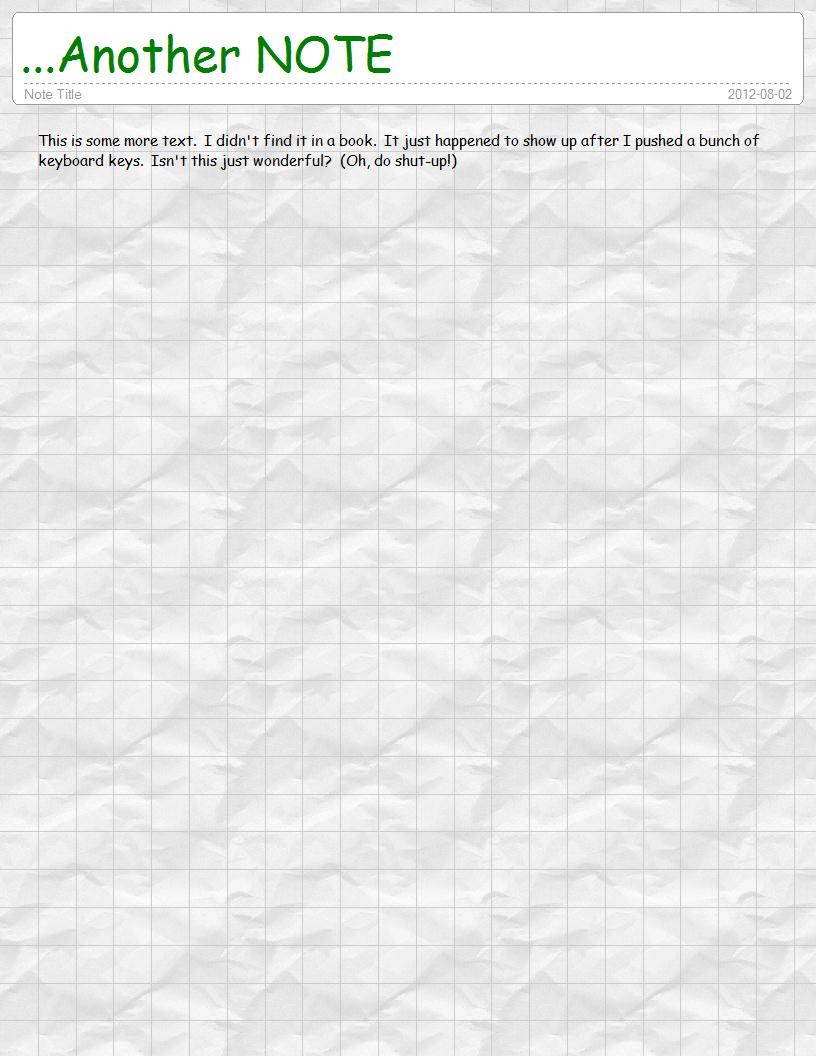 ...Another NOTE
Note Title 2012-08-02
This is some more text. I didn't find it in a book. It just happened to show up after I pushed a bunch of
keyboard keys. Isn't this just wonderful? (Oh, do shut-up!)